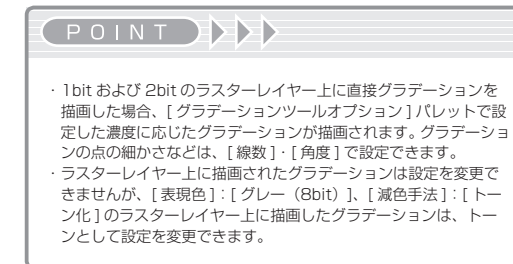 POINT
・1bit および 2bit のラスターレイヤー上に直接グラデーションを
描画した場合、[ グラデーションツールオプション ] パレットで設
定した濃度に応じたグラデーションが描画されます。グラデーショ
ンの点の細かさなどは、[ 線数 ]・[ 角度 ] で設定できます。
・ラスターレイヤー上に描画されたグラデーションは設定を変更で
きませんが、[ 表現色 ]：[ グレー（8bit）]、[ 減色手法 ]：[ トー
ン化 ] のラスターレイヤー上に描画したグラデーションは、トー
ンとして設定を変更できます。